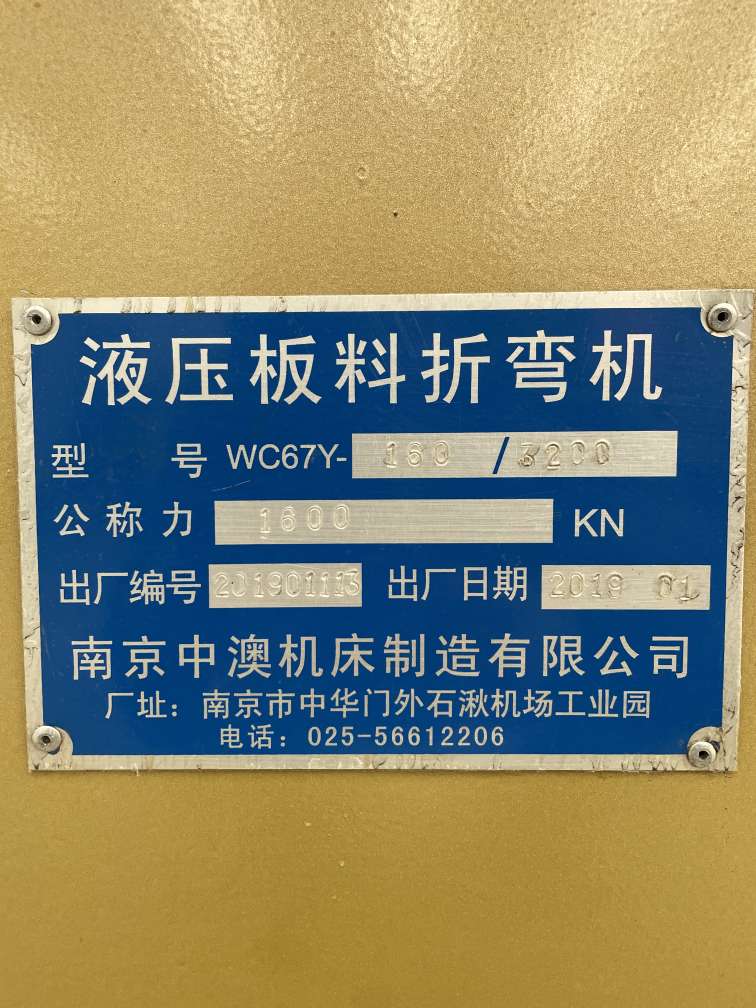 液压板料折弯机
型 号 WC67Y-160/3200
公称力 1600 KN
出厂编号 201901113 出厂日期 2019 01
南京中澳机床制造有限公司
厂址：南京市中华门外石湫机场工业园
电话：025-56612206